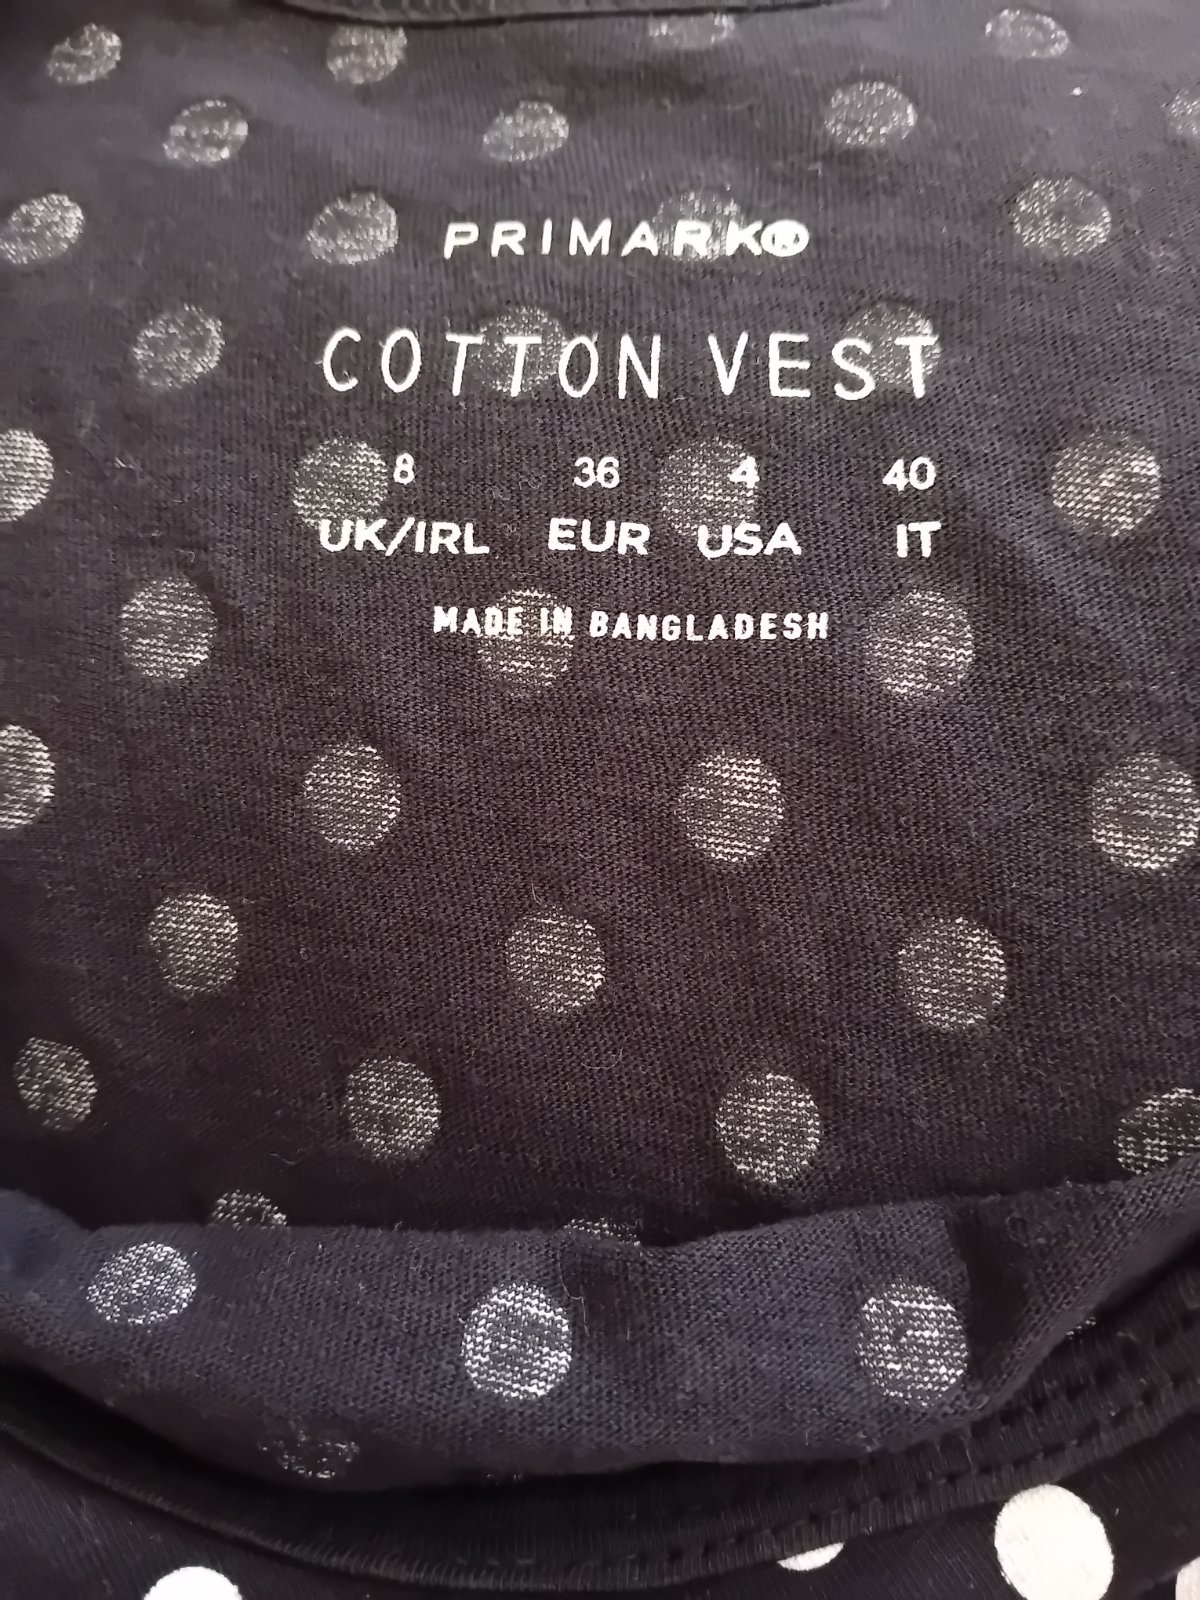 PRIMARK®
COTTON VEST
8 36 4 40
UK/IRL EUR USA IT
MADE IN BANGLADESH